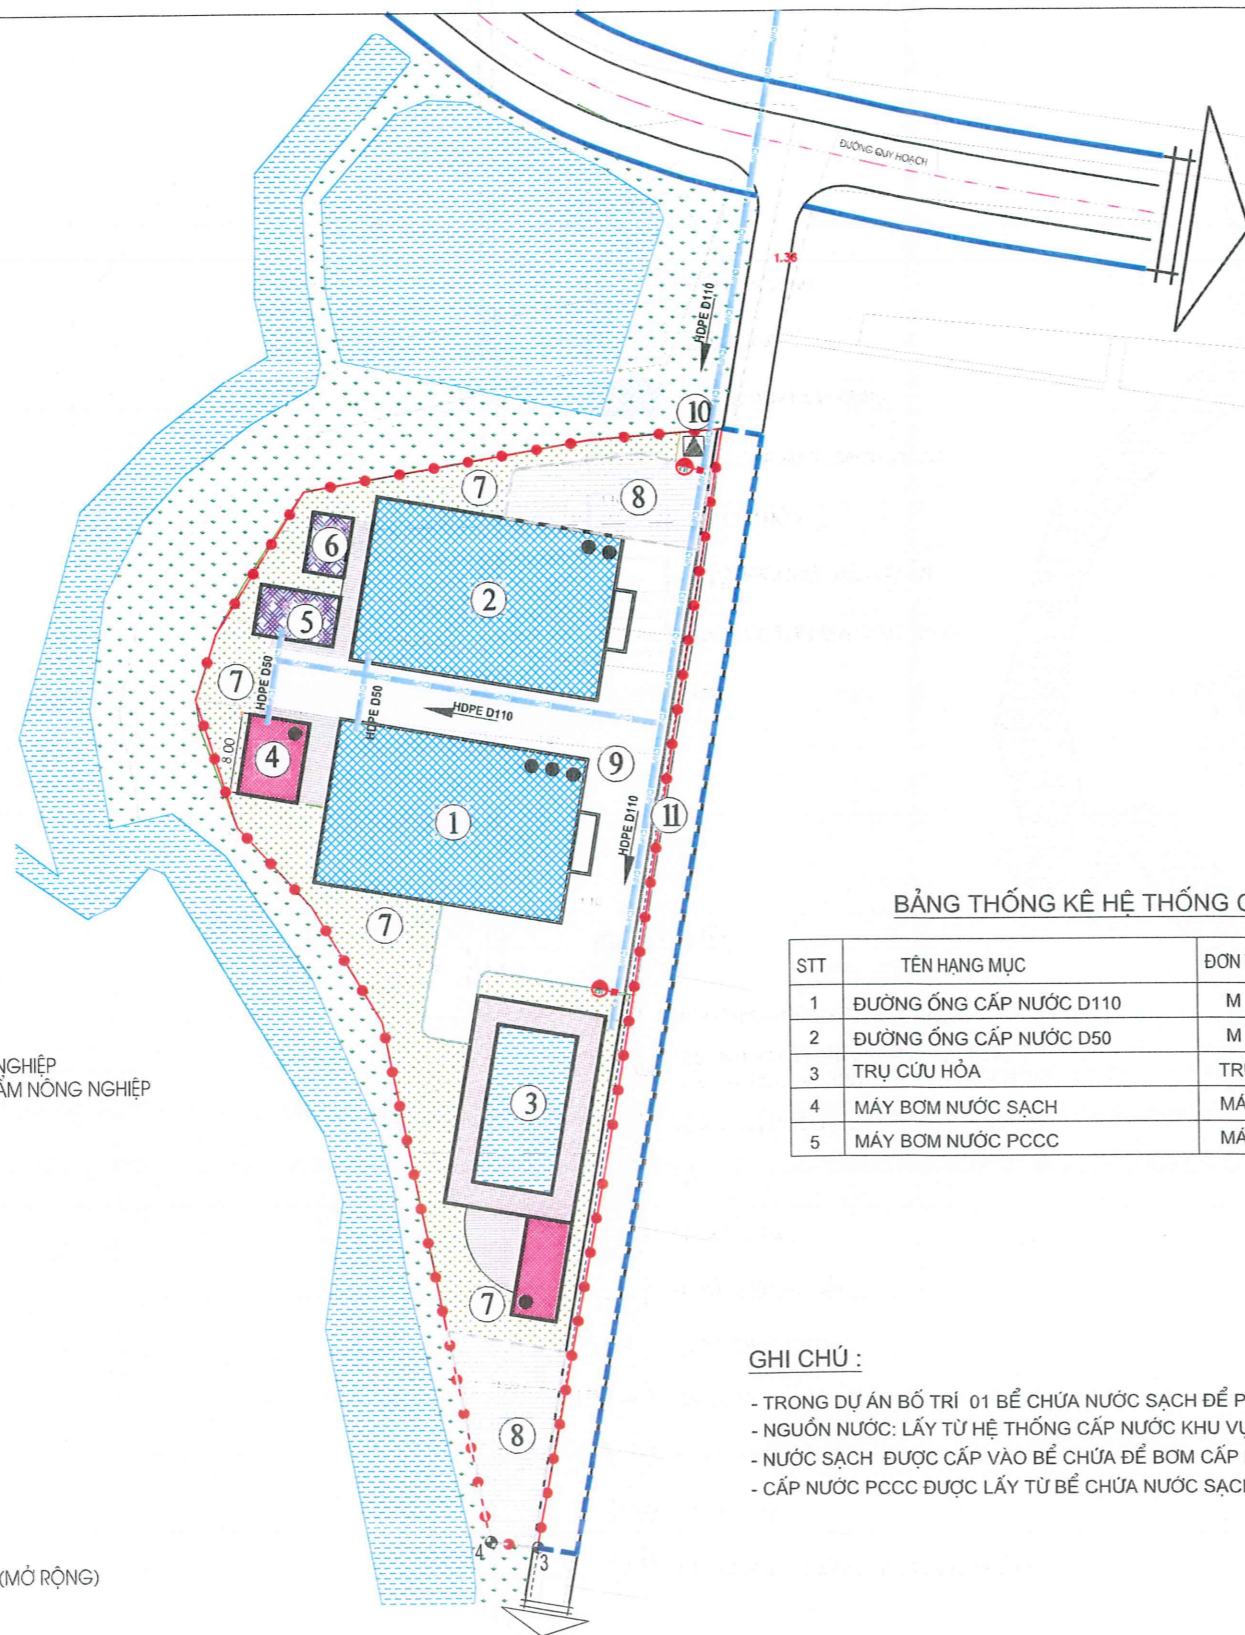 ĐƯỜNG QUY HOẠCH
1.36
HDPE D110
10
7
8
6
2
5
7
HDPE D50
HDPE D50
HDPE D110
9
8.00
4
1
HDPE D110
11
7
3
7
8
4
3
BẢNG THỐNG KÊ HỆ THỐNG C
STT TÊN HẠNG MỤC ĐƠN
1 ĐƯỜNG ỐNG CẤP NƯỚC D110 M
2 ĐƯỜNG ỐNG CẤP NƯỚC D50 M
3 TRỤ CỨU HỎA TRỤ
4 MÁY BƠM NƯỚC SẠCH MÁ
5 MÁY BƠM NƯỚC PCCC MÁ
NGHIỆP
ẨM NÔNG NGHIỆP
GHI CHÚ :
- TRONG DỰ ÁN BỐ TRÍ 01 BỂ CHỨA NƯỚC SẠCH ĐỂ P
- NGUỒN NƯỚC: LẤY TỪ HỆ THỐNG CẤP NƯỚC KHU VỰ
- NƯỚC SẠCH ĐƯỢC CẤP VÀO BỂ CHỨA ĐỂ BƠM CẤP
- CẤP NƯỚC PCCC ĐƯỢC LẤY TỪ BỂ CHỨA NƯỚC SẠCH
(MỞ RỘNG)